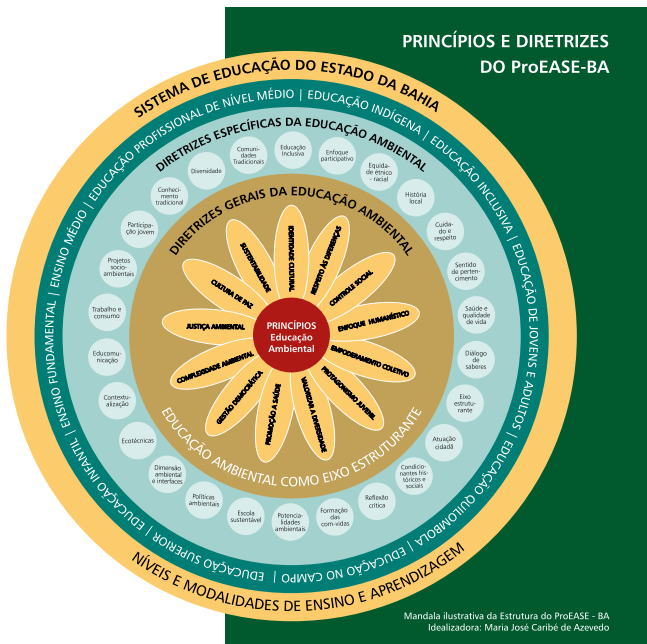 PRINCÍPIOS E DIRETRIZES
DO ProEASE-BA
SISTEMA DE EDUCAÇÃO DO ESTADO DA BAHIA
NÍVEIS E MODALIDADES DE ENSINO E APRENDIZAGEM
EDUCAÇÃO INFANTIL | ENSINO FUNDAMENTAL | ENSINO MÉDIO | EDUCAÇÃO PROFISSIONAL DE NÍVEL MÉDIO | EDUCAÇÃO INDÍGENA | EDUCAÇÃO INCLUSIVA | EDUCAÇÃO DE JOVENS E ADULTOS | EDUCAÇÃO QUILOMBOLA | EDUCAÇÃO NO CAMPO | EDUCAÇÃO SUPERIOR |
DIRETRIZES ESPECÍFICAS DA EDUCAÇÃO AMBIENTAL
Educação
Inclusiva
Enfoque
participativo
Equida-
de étnico
- racial
História
local
Cuida-
do e
respeito
Sentido
de perten-
cimento
Saúde e
qualidade
de vida
Diálogo
de
saberes
Eixo
estrutu-
rante
Atuação
cidadã
Condicio-
nantes his-
tóricos e
sociais
Reflexão
crítica
Formação
das
com-vidas
Potencia-
lidades
ambientais
Escola
sustentável
Políticas
ambientais
Dimensão
ambiental
e interfaces
Ecotécnicas
Contextu-
alização
Educomu-
nicação
Trabalho e
consumo
Projetos
socio-
ambientais
Participa-
ção jovem
Conheci-
mento
tradicional
Diversidade
Comuni-
dades
Tradicionais
DIRETRIZES GERAIS DA EDUCAÇÃO AMBIENTAL
EDUCAÇÃO AMBIENTAL COMO EIXO ESTRUTURANTE
IDENTIDADE CULTURAL
RESPEITO ÀS DIFERENÇAS
CONTROLE SOCIAL
ENFOQUE HUMANÍSTICO
EMPODERAMENTO COLETIVO
PROTAGONISMO JUVENIL
VALORIZAR A DIVERSIDADE
PROMOÇÃO A SAÚDE
GESTÃO DEMOCRÁTICA
COMPLEXIDADE AMBIENTAL
JUSTIÇA AMBIENTAL
CULTURA DE PAZ
SUSTENTABILIDADE
PRINCÍPIOS
Educação
Ambiental
Mandala ilustrativa da Estrutura do ProEASE - BA
Idealizadora: Maria José Caribé de Azevedo